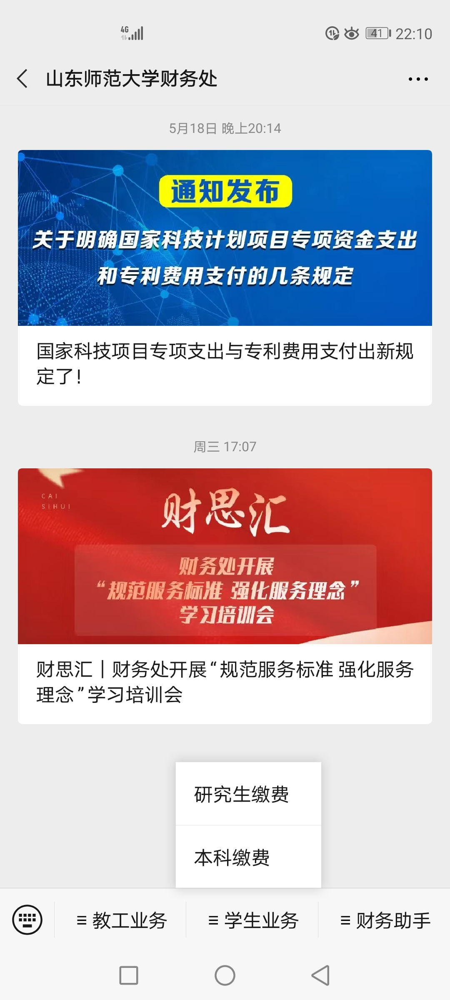 4G
41 22:10
山东师范大学财务处
5月18日 晚上20:14
通知发布
关于明确国家科技计划项目专项资金支出
和专利费用支付的几条规定
国家科技项目专项支出与专利费用支付出新规
定了!
周三 17:07
CAI
SIHUI
财思汇
财务处开展
“规范服务标准 强化服务理念”
学习培训会
财思汇｜财务处开展“规范服务标准 强化服务
理念”学习培训会
研究生缴费
本科缴费
教工业务 学生业务 财务助手